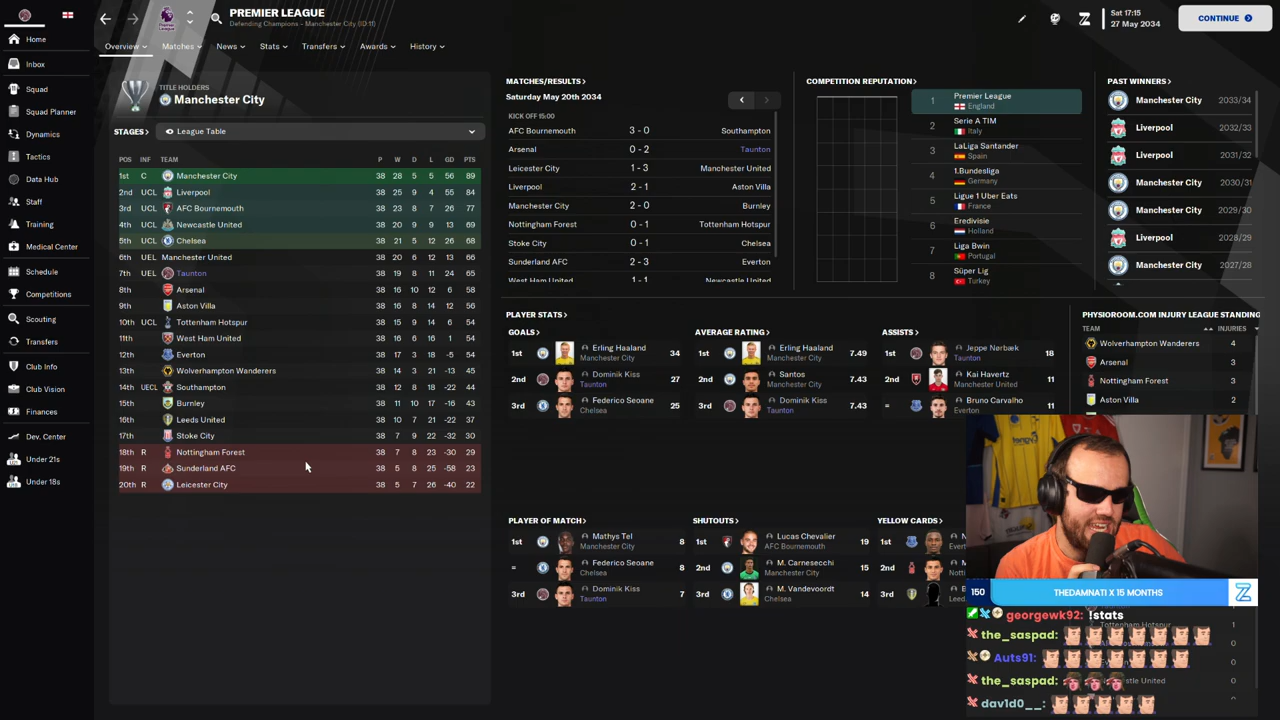 Home
Inbox
Squad
Squad Planner
Dynamics
Tactics
Data Hub
Staff
Training
Medical Center
Schedule
Competitions
Scouting
Transfers
Club Info
Club Vision
Finances
Dev. Center
Under 21s
Under 18s
PREMIER LEAGUE
Defending Champions - Manchester City (ID:11)
Sat 17:15
27 May 2034
CONTINUE
Overview Matches News Stats Transfers Awards History
TITLE HOLDERS
Manchester City
STAGES League Table
POS INF TEAM P W D L GD PTS
1st C Manchester City 38 28 5 5 56 89
2nd UCL Liverpool 38 25 9 4 55 84
3rd UCL AFC Bournemouth 38 23 8 7 26 77
4th UCL Newcastle United 38 20 9 9 13 69
5th UCL Chelsea 38 21 5 12 26 68
6th UEL Manchester United 38 20 6 12 13 66
7th UEL Taunton 38 19 8 11 24 65
8th Arsenal 38 16 10 12 6 58
9th Aston Villa 38 16 8 14 12 56
10th UCL Tottenham Hotspur 38 15 9 14 6 54
11th West Ham United 38 16 6 16 1 54
12th Everton 38 17 3 18 -5 54
13th Wolverhampton Wanderers 38 14 3 21 -13 45
14th UECL Southampton 38 12 8 18 -22 44
15th Burnley 38 11 10 17 -16 43
16th Leeds United 38 10 7 21 -22 37
17th Stoke City 38 7 9 22 -32 30
18th R Nottingham Forest 38 7 8 23 -30 29
19th R Sunderland AFC 38 5 8 25 -58 23
20th R Leicester City 38 5 7 26 -40 22
MATCHES/RESULTS
Saturday May 20th 2034
KICK OFF 15:00
AFC Bournemouth 3 - 0 Southampton
Arsenal 0 - 2 Taunton
Leicester City 1 - 3 Manchester United
Liverpool 2 - 1 Aston Villa
Manchester City 2 - 0 Burnley
Nottingham Forest 0 - 1 Tottenham Hotspur
Stoke City 0 - 1 Chelsea
Sunderland AFC 2 - 3 Everton
West Ham United 1 - 1 Newcastle United
COMPETITION REPUTATION
1 Premier League
England
2 Serie A TIM
Italy
3 LaLiga Santander
Spain
4 1.Bundesliga
Germany
5 Ligue 1 Uber Eats
France
6 Eredivisie
Holland
7 Liga Bwin
Portugal
8 Süper Lig
Turkey
PAST WINNERS
Manchester City 2033/34
Liverpool 2032/33
Liverpool 2031/32
Manchester City 2030/31
Manchester City 2029/30
Liverpool 2028/29
Manchester City 2027/28
PLAYER STATS
GOALS
1st Erling Haaland 34
Manchester City
2nd Dominik Kiss 27
Taunton
3rd Federico Seoane 25
Chelsea
AVERAGE RATING
1st Erling Haaland 7.49
Manchester City
2nd Santos 7.43
Manchester City
3rd Dominik Kiss 7.43
Taunton
ASSISTS
1st Jeppe Nørbæk 18
Taunton
2nd Kai Havertz 11
Manchester United
= Bruno Carvalho 11
Everton
PHYSIOROOM.COM INJURY LEAGUE STANDING
TEAM INJURIES
Wolverhampton Wanderers 4
Arsenal 3
Nottingham Forest 3
Aston Villa 2
PLAYER OF MATCH
1st Mathys Tel 8
Manchester City
= Federico Seoane 8
Chelsea
3rd Dominik Kiss 7
Taunton
SHUTOUTS
1st Lucas Chevalier 19
AFC Bournemouth
2nd M. Carnesecchi 15
Manchester City
3rd M. Vandevoordt 14
Chelsea
YELLOW CARDS
1st
2nd
3rd
150 THEDAMNATI X 15 MONTHS
georgewk92: !stats
Tottenham Hotspur 1
the_saspad:
0
Auts91:
0
the_saspad:
0
dav1d0__: